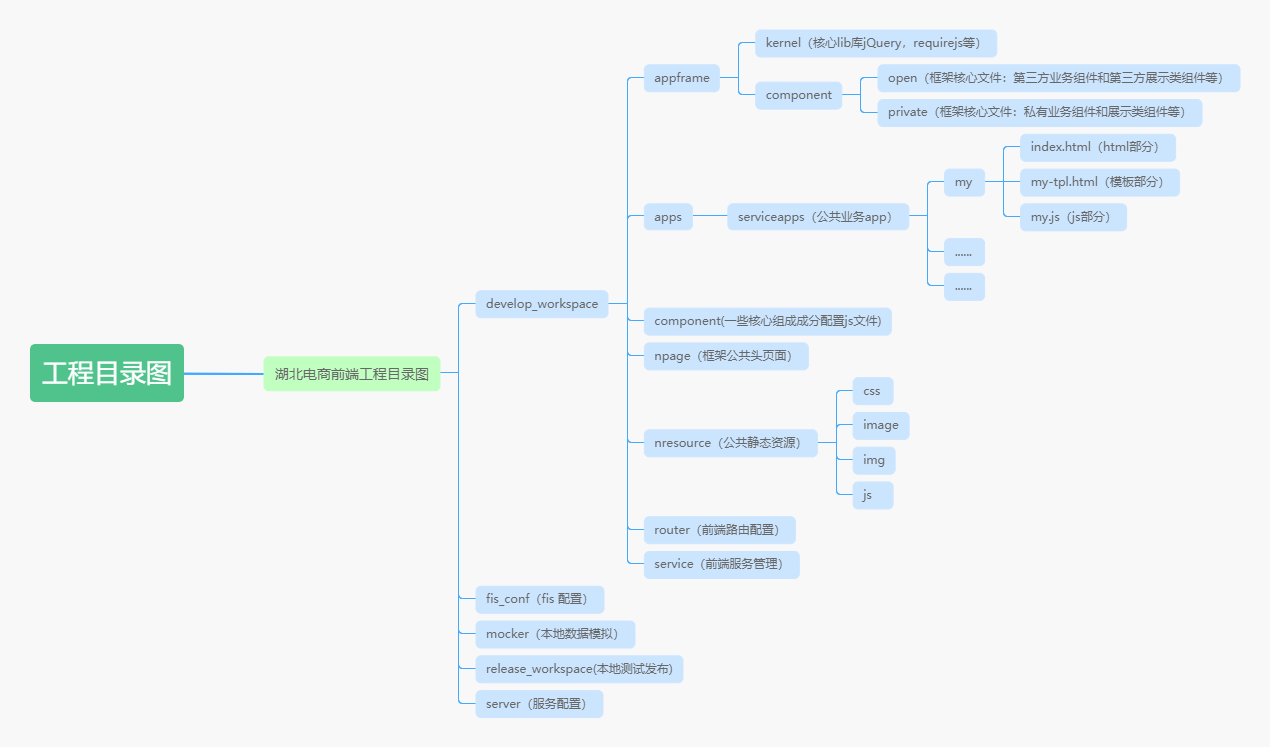 工程目录图
湖北电商前端工程目录图
develop_workspace
appframe
kernel（核心lib库jQuery，requirejs等）
component
open（框架核心文件：第三方业务组件和第三方展示类组件等）
private（框架核心文件：私有业务组件和展示类组件等）
apps
serviceapps（公共业务app）
my
index.html（html部分）
my-tpl.html（模板部分）
my.js（js部分）
......
......
component(一些核心组成成分配置js文件)
npage（框架公共头页面）
nresource（公共静态资源）
css
image
img
js
router（前端路由配置）
service（前端服务管理）
fis_conf（fis 配置）
mocker（本地数据模拟）
release_workspace(本地测试发布)
server（服务配置）